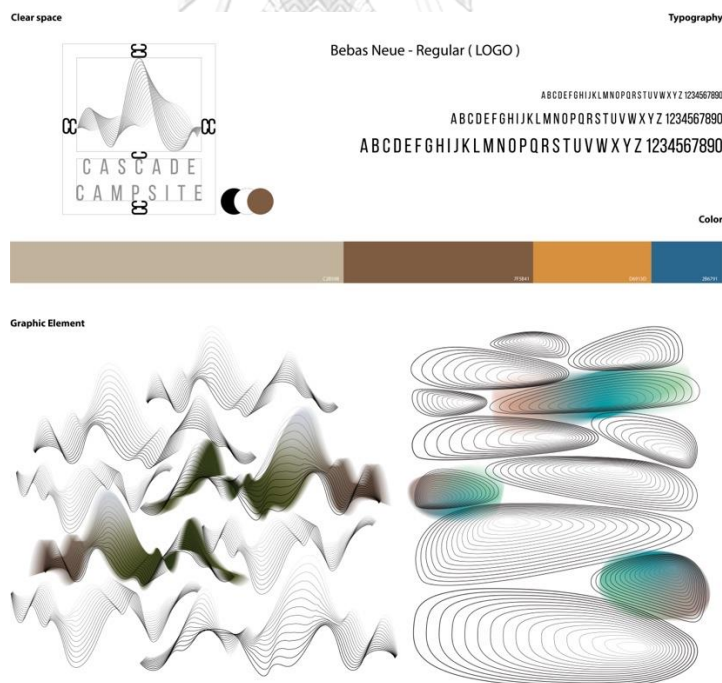 Clear space
Typography
Bebas Neue - Regular ( LOGO )
ABCDEFGHIJKLMNOPQRSTUVWXYZ 1234567890
ABCDEFGHIJKLMNOPQRSTUVWXYZ 1234567890
ABCDEFGHIJKLMNOPQRSTUVWXYZ 1234567890
CASCADE
CAMPSITE
Color
Graphic Element